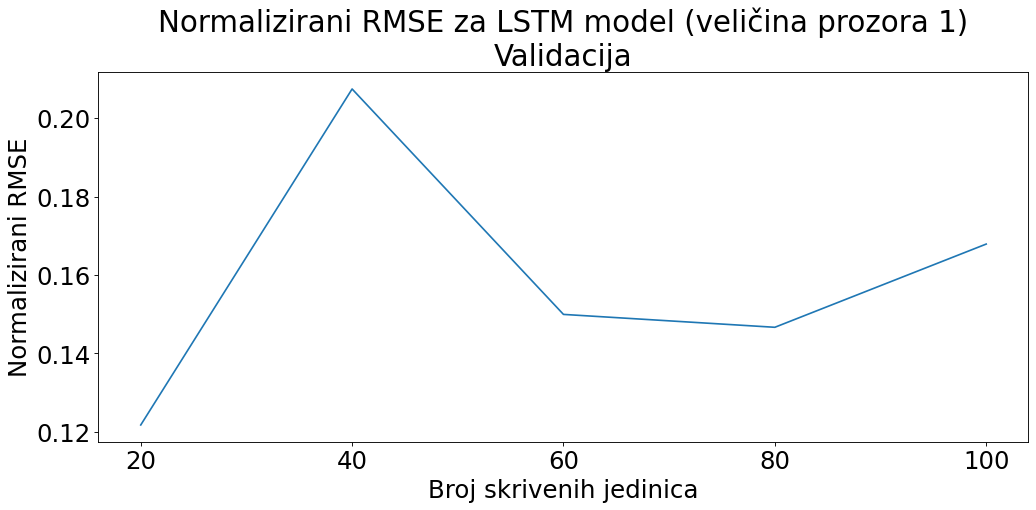 Normalizirani RMSE za LSTM model (veličina prozora 1)
Validacija
Normalizirani RMSE
0.20
0.18
0.16
0.14
0.12
20 40 60 80 100
Broj skrivenih jedinica